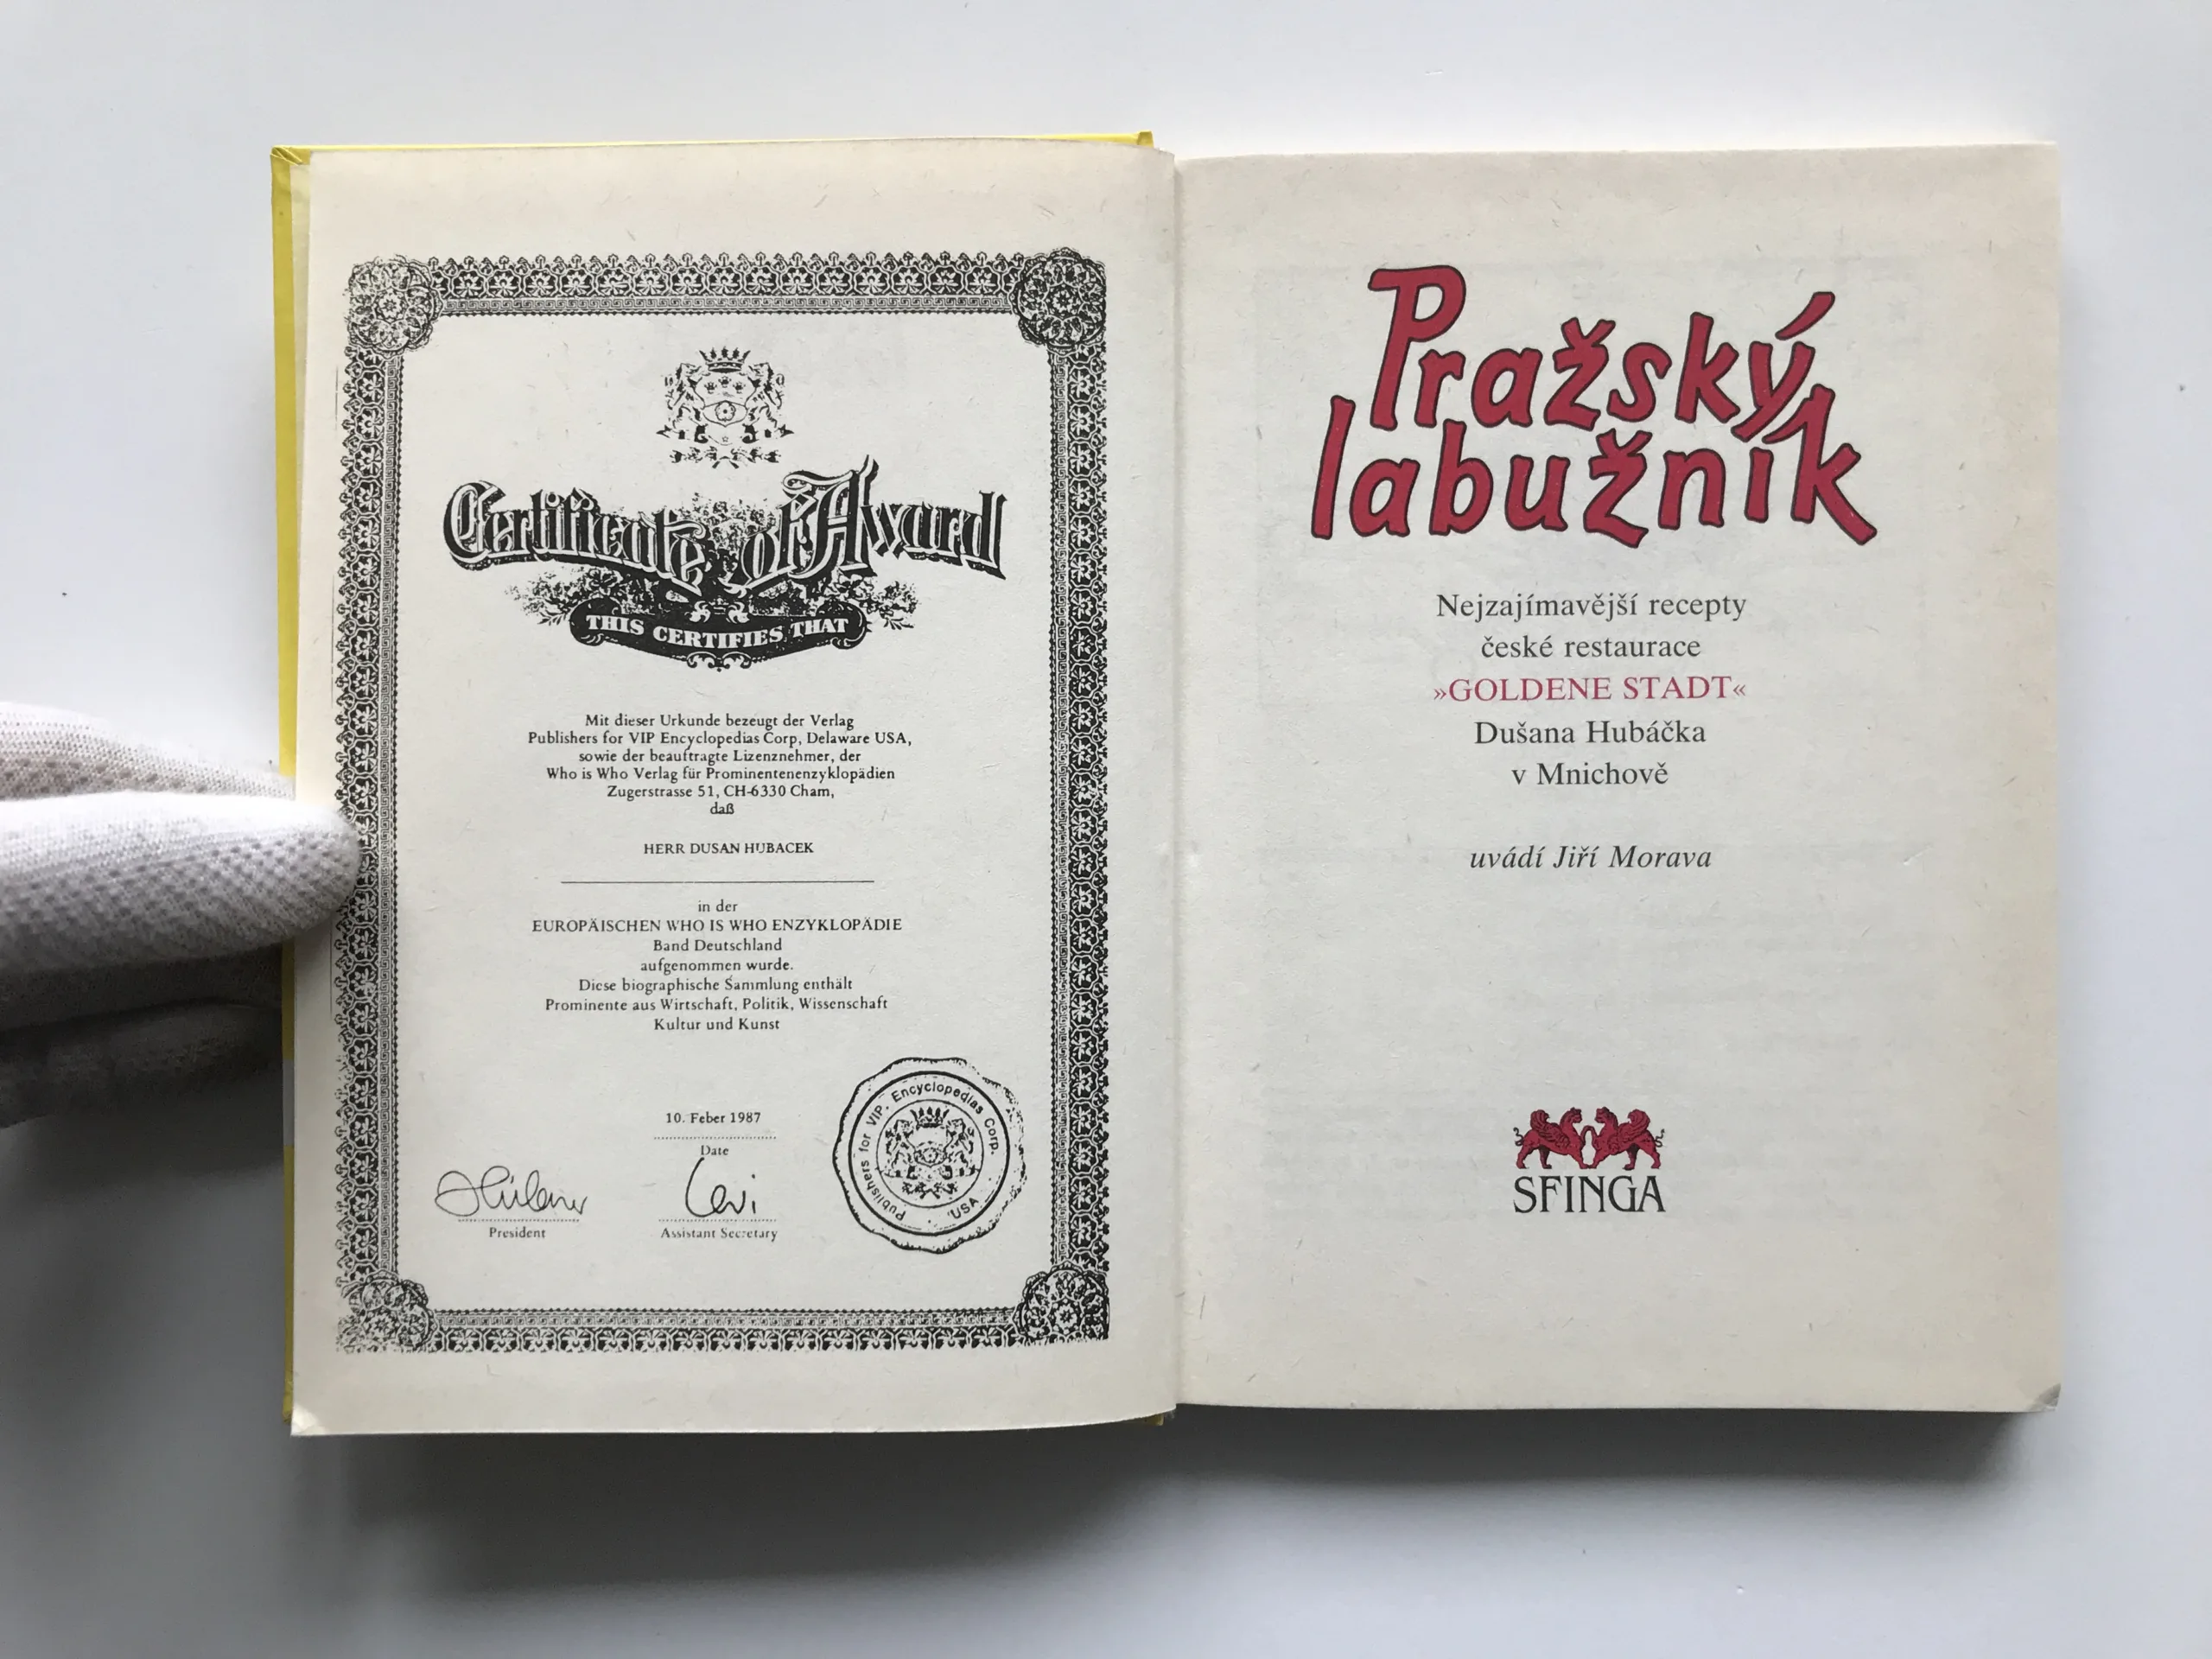 Certificate of Award
THIS CERTIFIES THAT
Mit dieser Urkunde bezeugt der Verlag
Publishers for VIP Encyclopedias Corp, Delaware USA,
sowie der beauftragte Lizenznehmer, der
Who is Who Verlag für Prominentenenzyklopädien
Zugerstrasse 51, CH-6330 Cham,
daß
HERR DUSAN HUBACEK
in der
EUROPÄISCHEN WHO IS WHO ENZYKLOPÄDIE
Band Deutschland
aufgenommen wurde.
Diese biographische Sammlung enthält
Prominente aus Wirtschaft, Politik, Wissenschaft
Kultur und Kunst
10. Feber 1987
Date
President
Assistant Secretary
Publishers for VIP. Encyclopedias Corp. USA
Pražský
labužník
Nejzajímavější recepty
české restaurace
»GOLDENE STADT«
Dušana Hubáčka
v Mnichově
uvádí Jiří Morava
SFINGA